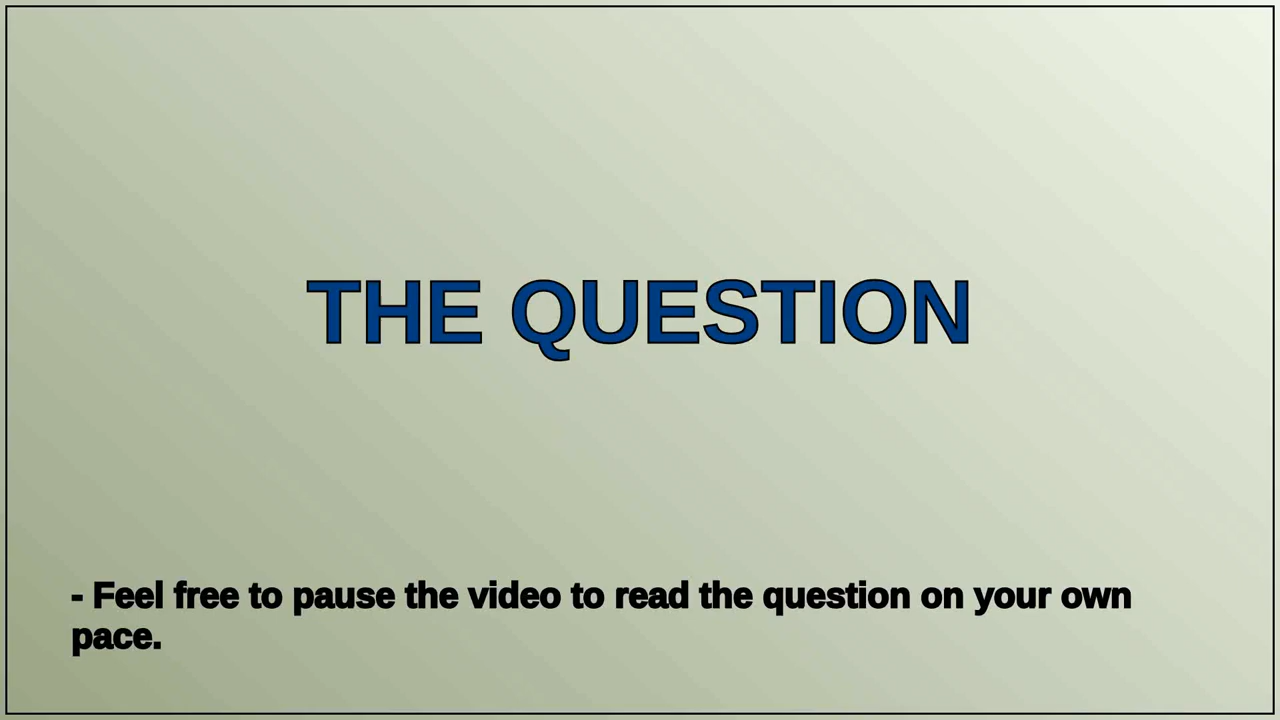 THE QUESTION
- Feel free to pause the video to read the question on your own
pace.